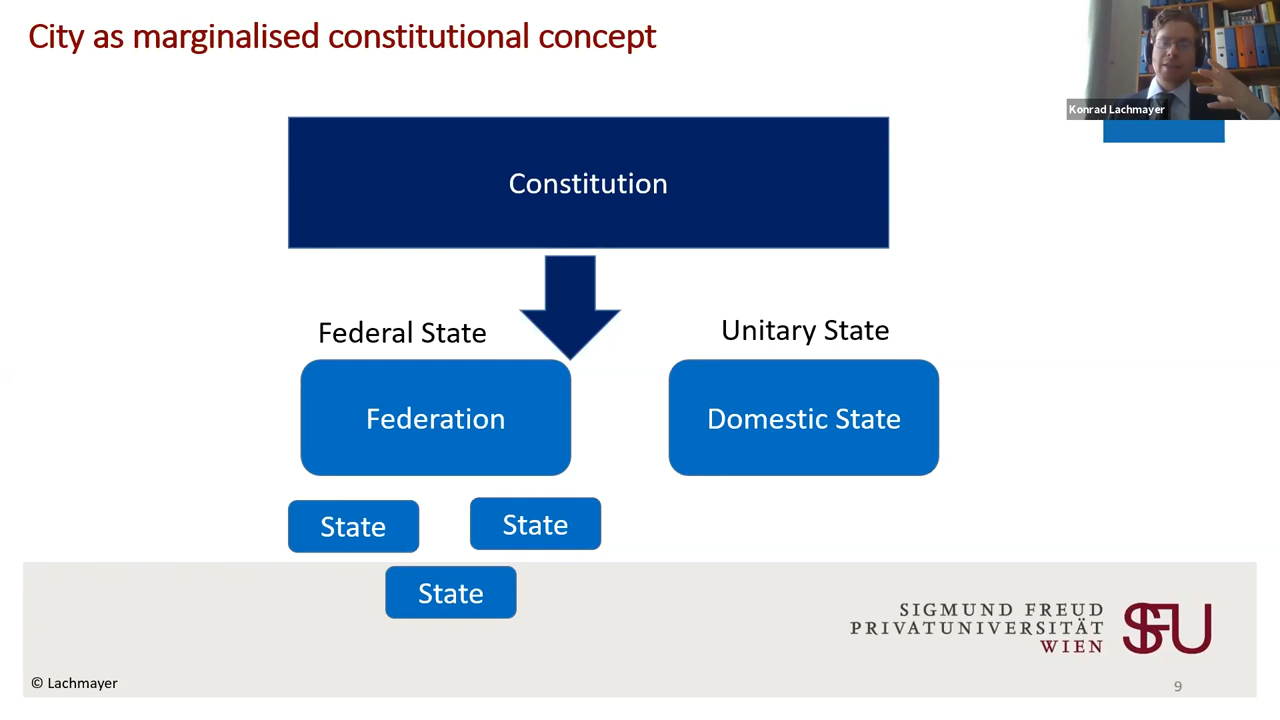 City as marginalised constitutional concept
Konrad Lachmayer
Constitution
Federal State
Unitary State
Federation
Domestic State
State
State
State
SIGMUND FREUD
PRIVATUNIVERSITÄT
WIEN
SFU
© Lachmayer
9